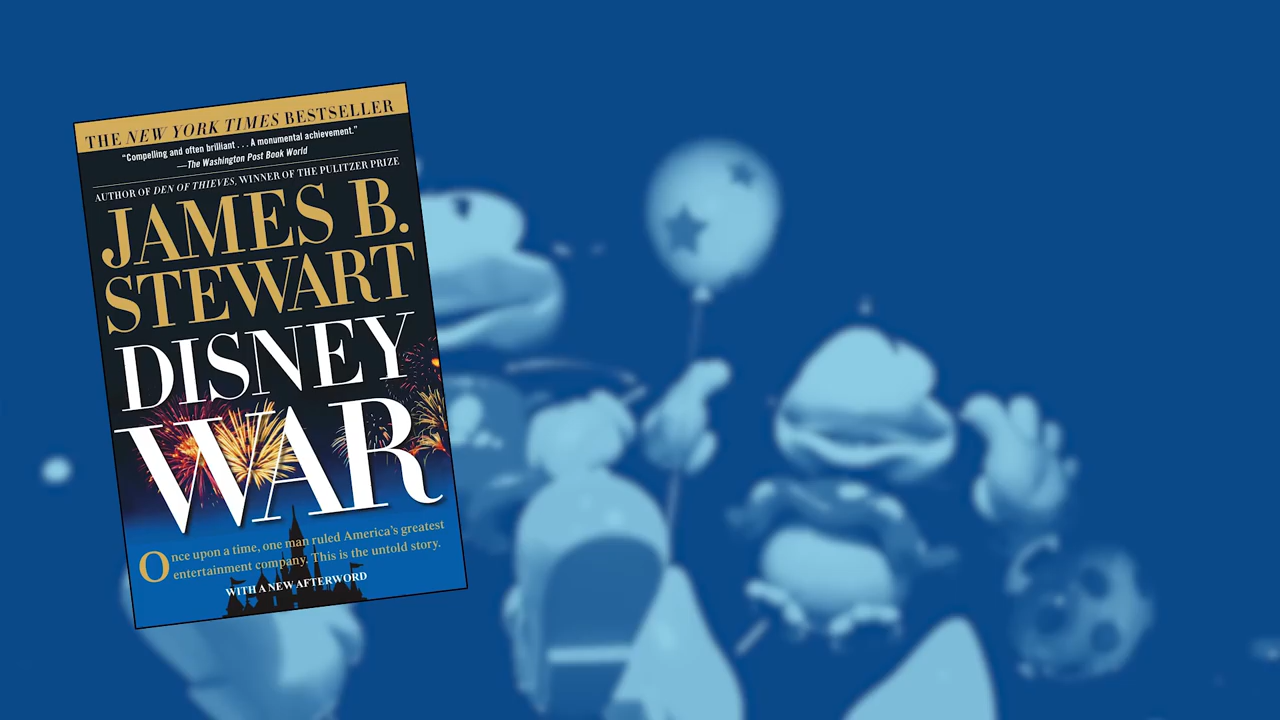 THE NEW YORK TIMES BESTSELLER
“Compelling and often brilliant . . . A monumental achievement.”
—The Washington Post Book World
AUTHOR OF DEN OF THIEVES, WINNER OF THE PULITZER PRIZE
JAMES B.
STEWART
DISNEY
WAR
Once upon a time, one man ruled America’s greatest
entertainment company. This is the untold story.
WITH A NEW AFTERWORD